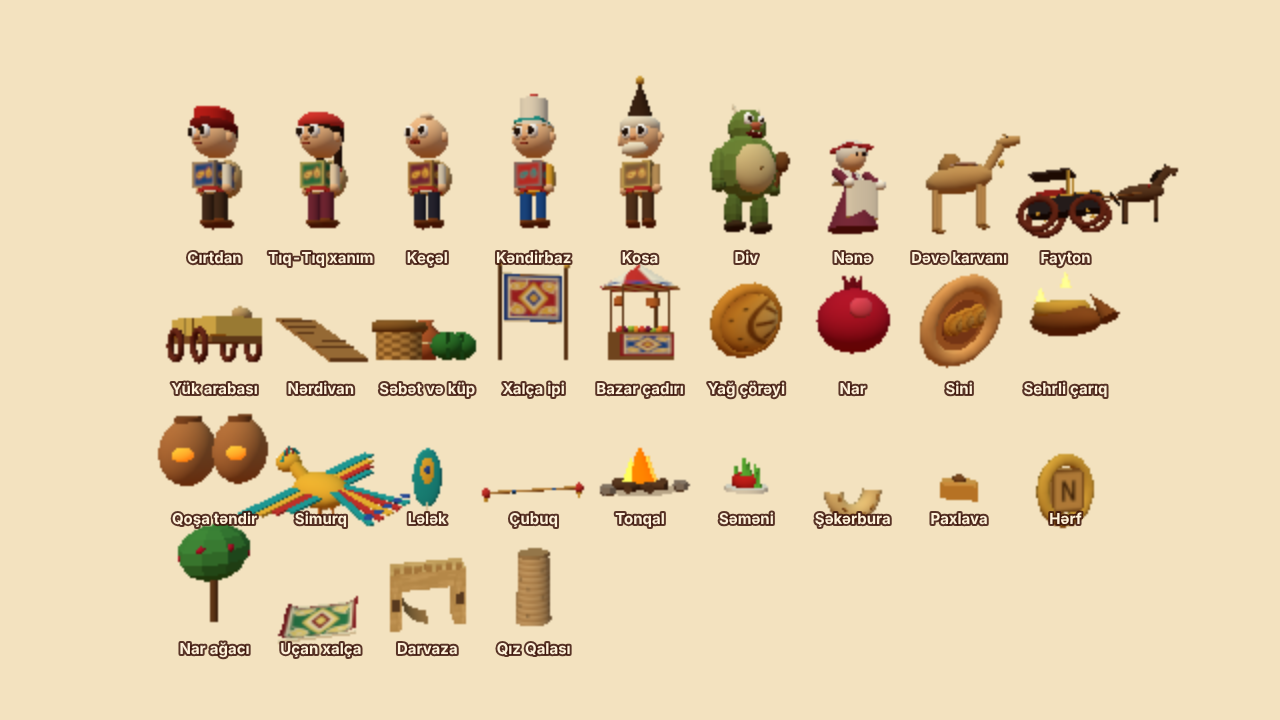 Cırtdan
Tıq-Tıq xanım
Keçəl
Kəndirbaz
Kosa
Div
Nənə
Dəvə karvanı
Fayton
Yük arabası
Nərdivan
Səbət və küp
Xalça ipi
Bazar çadırı
Yağ çörəyi
Nar
Sini
Sehrli çarıq
Qoşa təndir
Simurq
Lələk
Çubuq
Tonqal
Səməni
Şəkərbura
Paxlava
N
Hərf
Nar ağacı
Uçan xalça
Darvaza
Qız Qalası